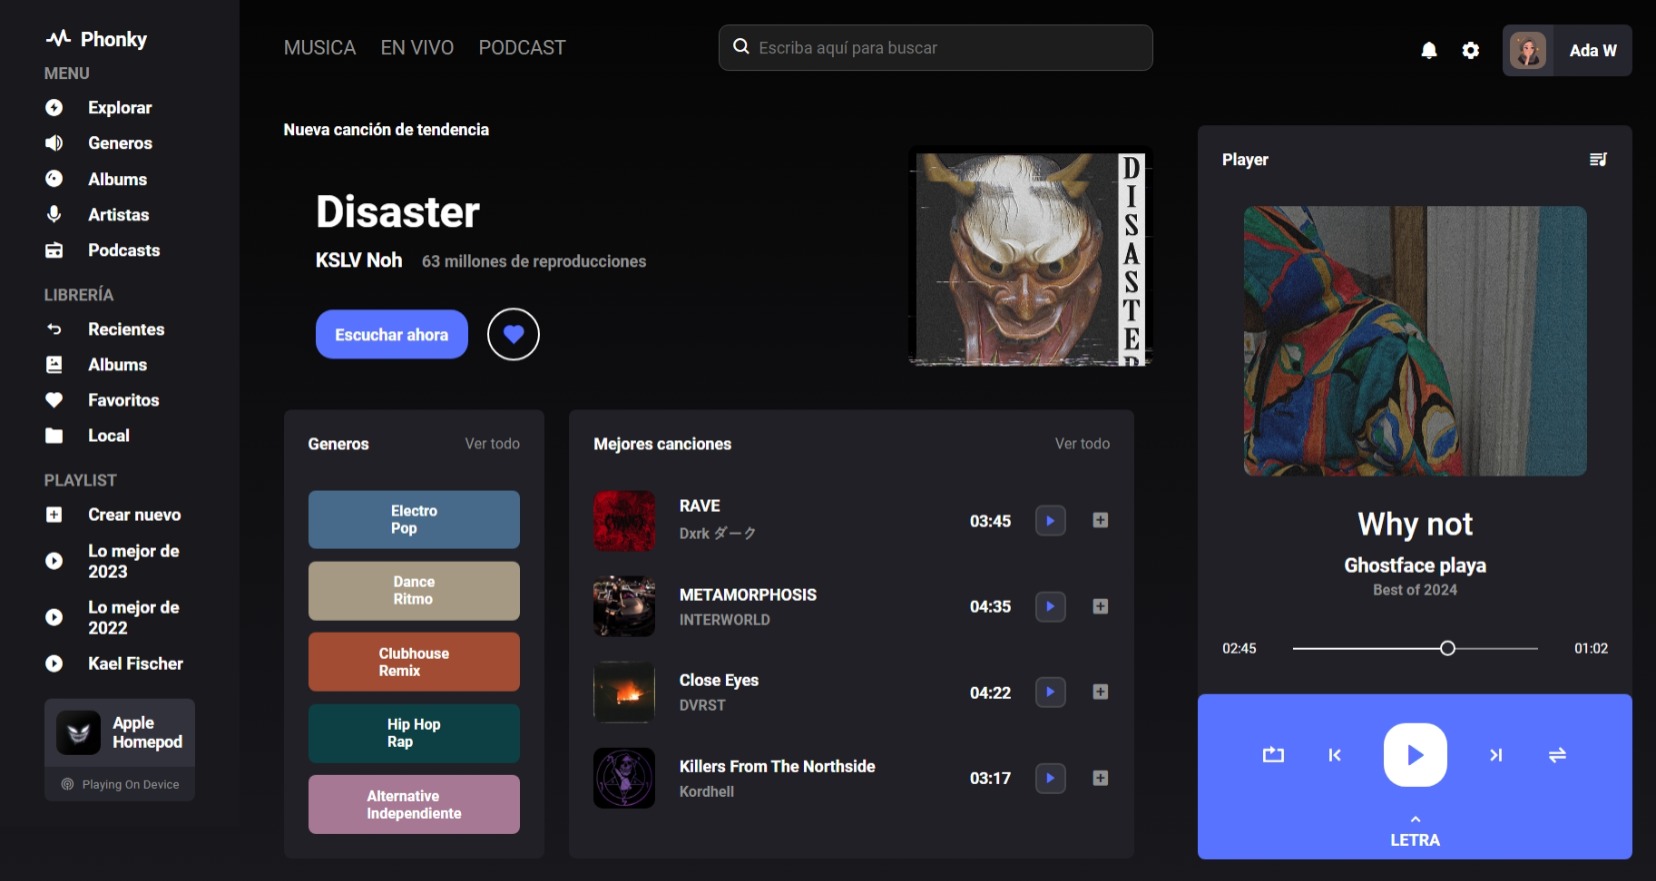 Phonky
MENU
Explorar
Generos
Albums
Artistas
Podcasts
LIBRERÍA
Recientes
Albums
Favoritos
Local
PLAYLIST
Crear nuevo
Lo mejor de
2023
Lo mejor de
2022
Kael Fischer
Apple
Homepod
Playing On Device
MUSICA EN VIVO PODCAST
Escriba aquí para buscar
Ada W
Nueva canción de tendencia
Disaster
KSLV Noh 63 millones de reproducciones
Escuchar ahora
DISASTER
Generos Ver todo
Electro
Pop
Dance
Ritmo
Clubhouse
Remix
Hip Hop
Rap
Alternative
Independiente
Mejores canciones Ver todo
RAVE
Dxrk ダーク
03:45
METAMORPHOSIS
INTERWORLD
04:35
Close Eyes
DVRST
04:22
Killers From The Northside
Kordhell
03:17
Player
Why not
Ghostface playa
Best of 2024
02:45 01:02
LETRA